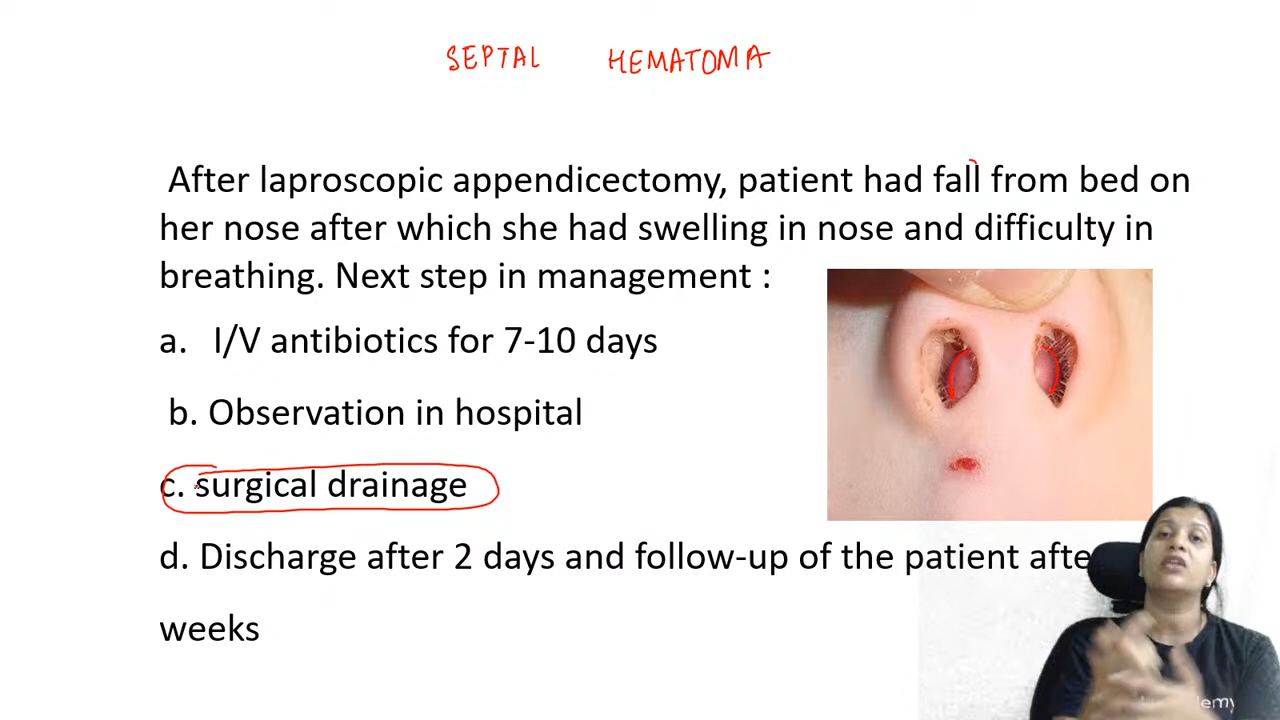 SEPTAL HEMATOMA
After laproscopic appendicectomy, patient had fall from bed on
her nose after which she had swelling in nose and difficulty in
breathing. Next step in management :
a. I/V antibiotics for 7-10 days
b. Observation in hospital
c. surgical drainage
d. Discharge after 2 days and follow-up of the patient afte
weeks